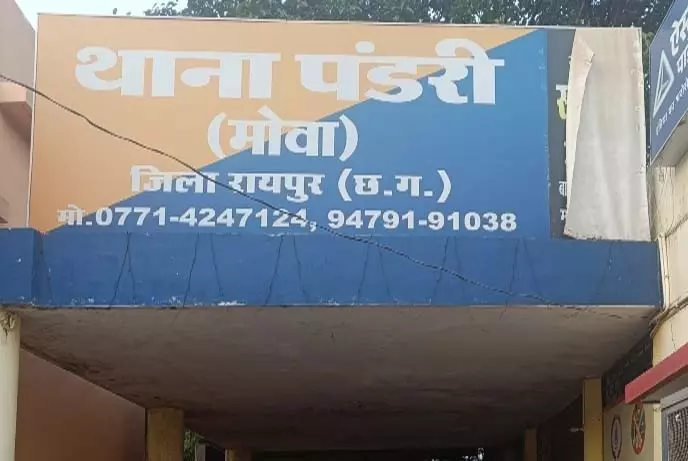 थाना पंडरी
(मोवा)
जिला रायपुर (छ.ग.)
मो.0771-4247124, 94791-91038